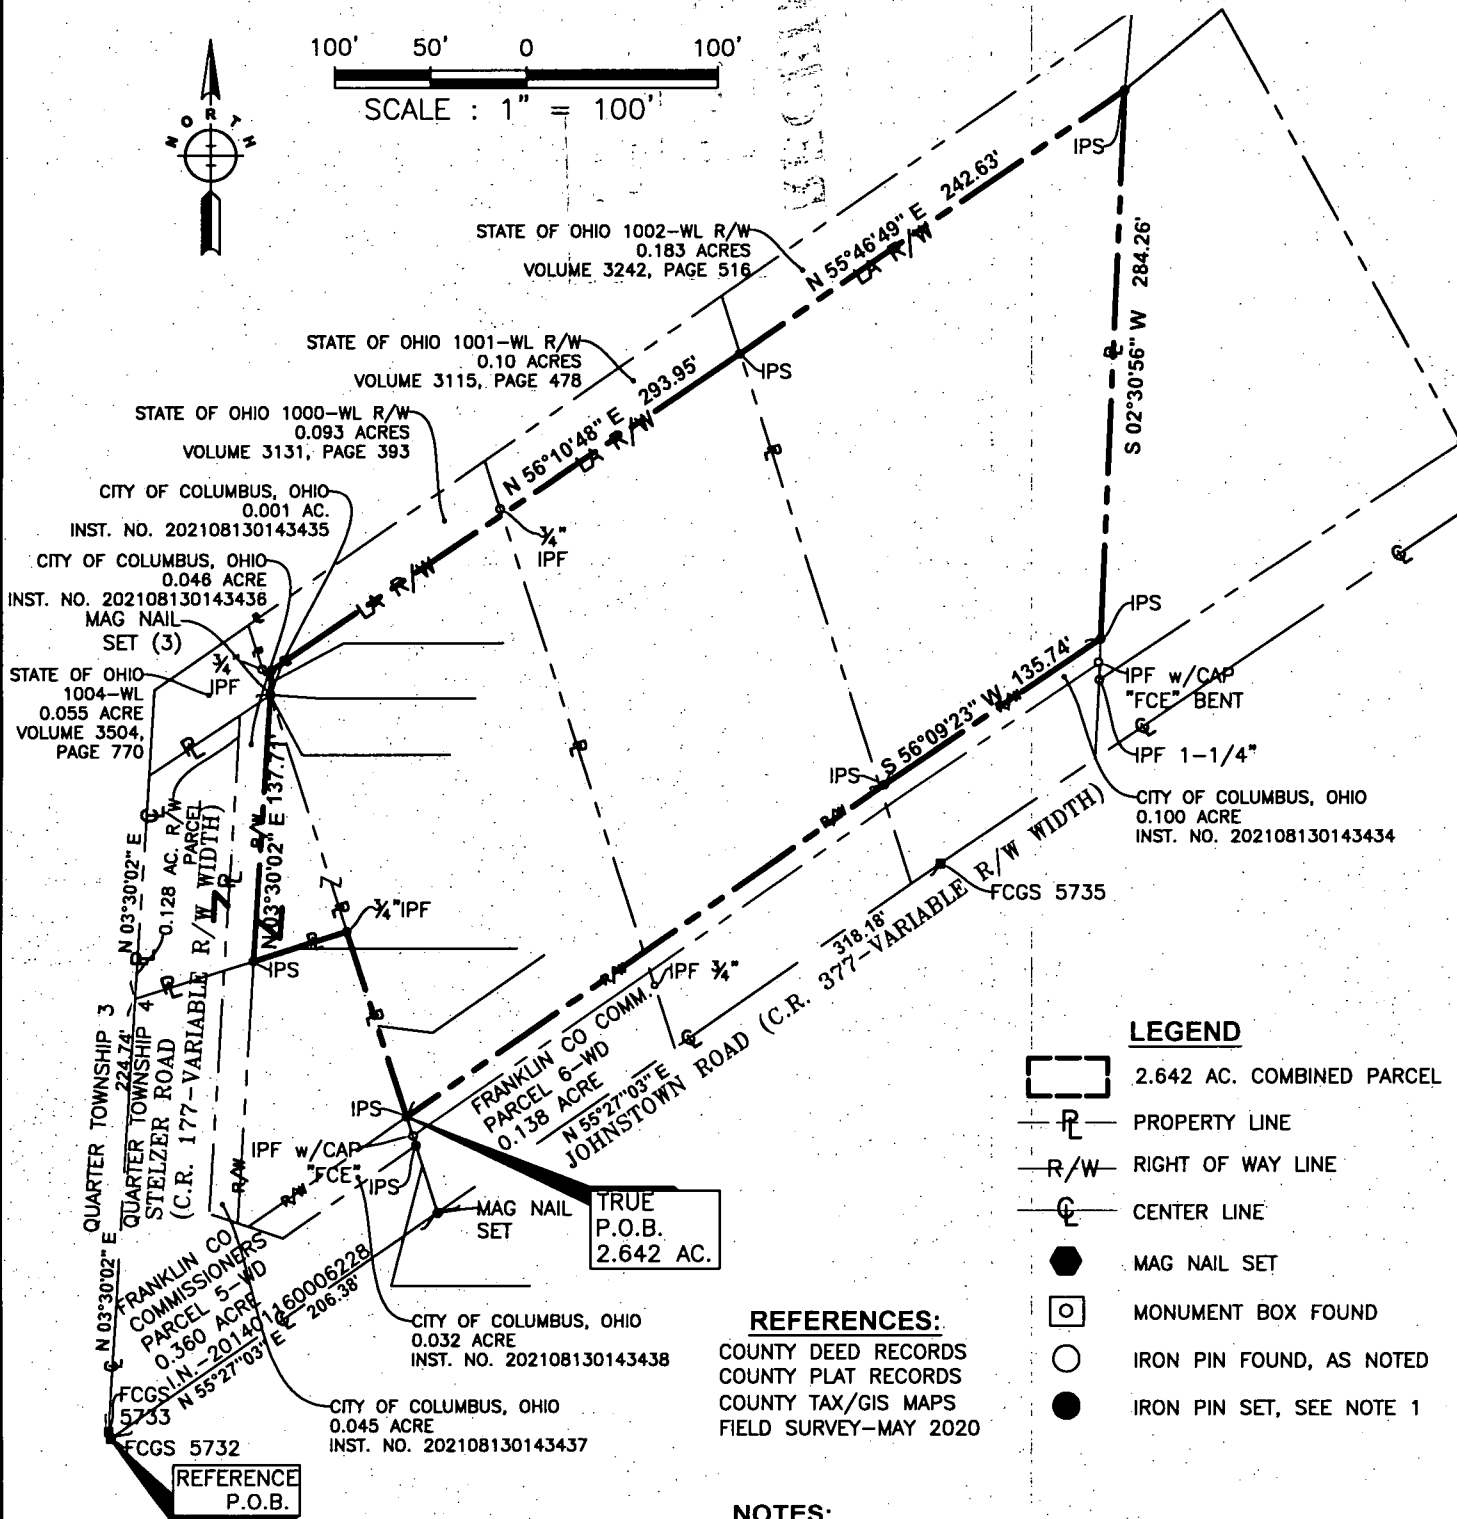 100' 50' 0 100'
SCALE : 1" = 100'
NORTH
STATE OF OHIO 1002-WL R/W
0.183 ACRES
VOLUME 3242, PAGE 516
N 55°46'49" E 242.63'
LA R/W
IPS
S 02°30'56" W 284.26'
PL
STATE OF OHIO 1001-WL R/W
0.10 ACRES
VOLUME 3115, PAGE 478
IPS
N 56°10'48" E 293.95'
LA R/W
STATE OF OHIO 1000-WL R/W
0.093 ACRES
VOLUME 3131, PAGE 393
PL
CITY OF COLUMBUS, OHIO
0.001 AC.
INST. NO. 202108130143435
3/4"
IPF
CITY OF COLUMBUS, OHIO
0.046 ACRE
INST. NO. 202108130143436
LA R/W
MAG NAIL
SET (3)
3/4"
IPF
STATE OF OHIO
1004-WL
0.055 ACRE
VOLUME 3504,
PAGE 770
IPS
IPF w/CAP
"FCE" BENT
IPF 1-1/4"
S 56°09'23" W 135.74'
R/W
IPS
CITY OF COLUMBUS, OHIO
0.100 ACRE
INST. NO. 202108130143434
FCGS 5735
N 03°30'02" E 137.71'
R/W
N 03°30'02" E
0.128 AC. R/W
PARCEL
3/4" IPF
IPS
R/W
IPF 3/4"
318.18'
QUARTER TOWNSHIP 3
224.74'
QUARTER TOWNSHIP 4
STELZER ROAD
(C.R. 177-VARIABLE R/W WIDTH)
R/W
FRANKLIN CO COMM.
PARCEL 6-WD
0.138 ACRE
N 55°27'03" E
JOHNSTOWN ROAD (C.R. 377-VARIABLE R/W WIDTH)
IPS
IPF w/CAP
"FCE"
IPS
R/W
MAG NAIL
SET
TRUE
P.O.B.
2.642 AC.
N 03°30'02" E
FRANKLIN CO.
COMMISSIONERS
PARCEL 5-WD
0.360 ACRE
I.N.-201401160006228
N 55°27'03" E 206.38'
CITY OF COLUMBUS, OHIO
0.032 ACRE
INST. NO. 202108130143438
CITY OF COLUMBUS, OHIO
0.045 ACRE
INST. NO. 202108130143437
FCGS
5733
FCGS 5732
REFERENCE
P.O.B.
REFERENCES:
COUNTY DEED RECORDS
COUNTY PLAT RECORDS
COUNTY TAX/GIS MAPS
FIELD SURVEY-MAY 2020
LEGEND
2.642 AC. COMBINED PARCEL
PL PROPERTY LINE
R/W RIGHT OF WAY LINE
CL CENTER LINE
MAG NAIL SET
MONUMENT BOX FOUND
IRON PIN FOUND, AS NOTED
IRON PIN SET, SEE NOTE 1
NOTES: